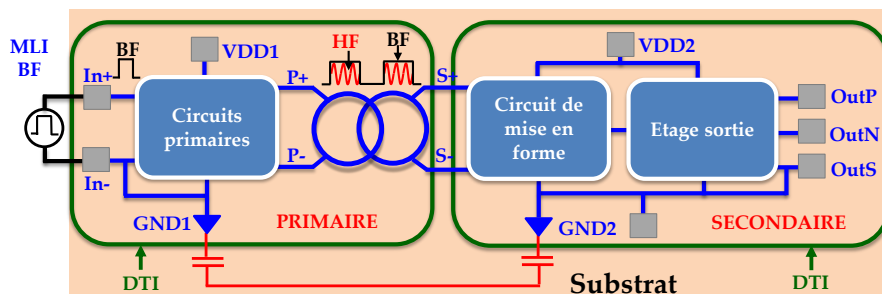 MLI
BF
BF
VDD1
HF
BF
VDD2
In+
P+
S+
Circuits
primaires
Circuit de
mise en
forme
Etage sortie
OutP
OutN
OutS
In-
P-
S-
GND1
PRIMAIRE
GND2
SECONDAIRE
DTI
Substrat
DTI